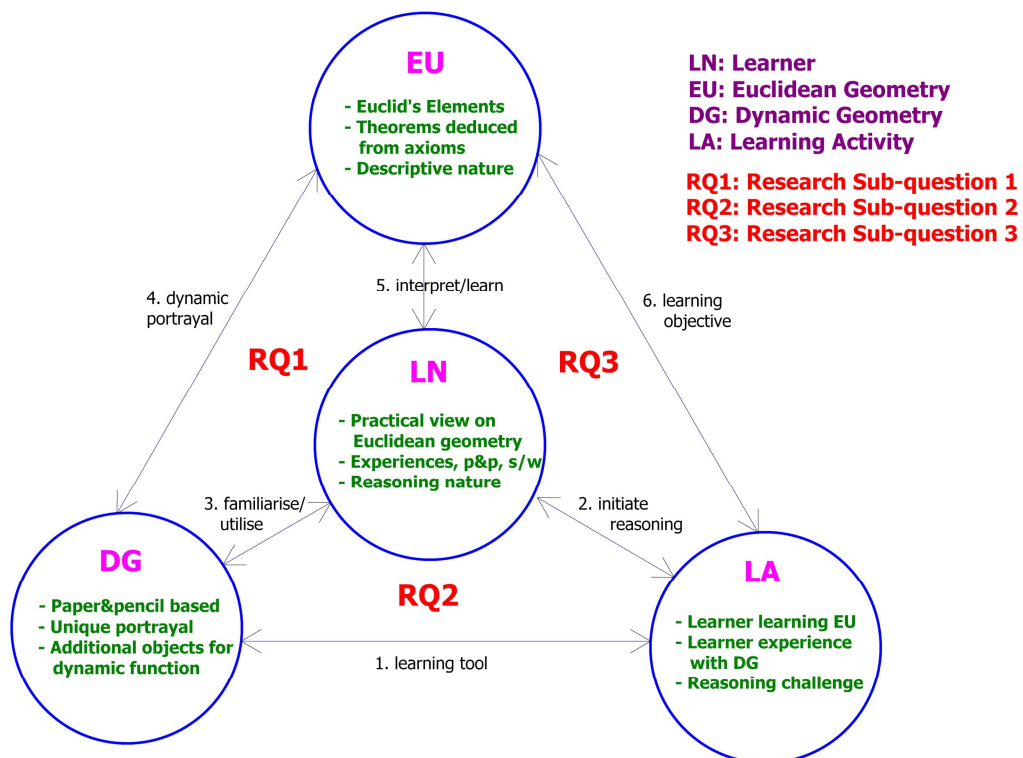 EU
- Euclid's Elements
- Theorems deduced
from axioms
- Descriptive nature
LN: Learner
EU: Euclidean Geometry
DG: Dynamic Geometry
LA: Learning Activity
RQ1: Research Sub-question 1
RQ2: Research Sub-question 2
RQ3: Research Sub-question 3
4. dynamic
portrayal
5. interpret/learn
6. learning
objective
RQ1
RQ3
LN
- Practical view on
Euclidean geometry
- Experiences, p&p, s/w
- Reasoning nature
3. familiarise/
utilise
2. initiate
reasoning
DG
- Paper&pencil based
- Unique portrayal
- Additional objects for
dynamic function
RQ2
1. learning tool
LA
- Learner learning EU
- Learner experience
with DG
- Reasoning challenge